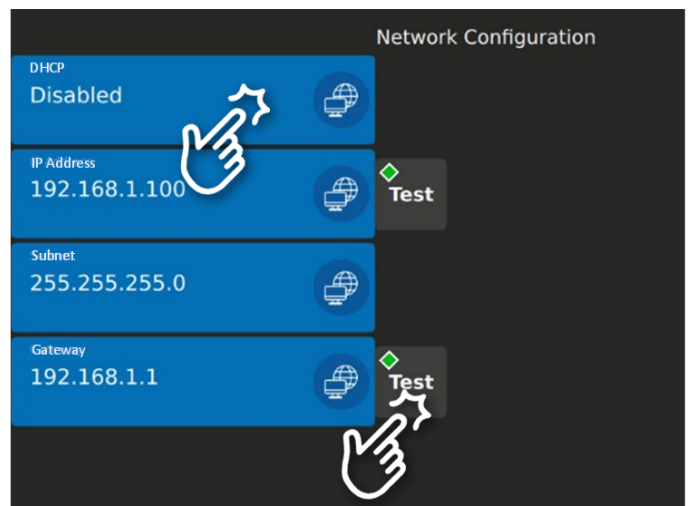 Network Configuration
DHCP
Disabled
IP Address
192.168.1.100
Test
Subnet
255.255.255.0
Gateway
192.168.1.1
Test